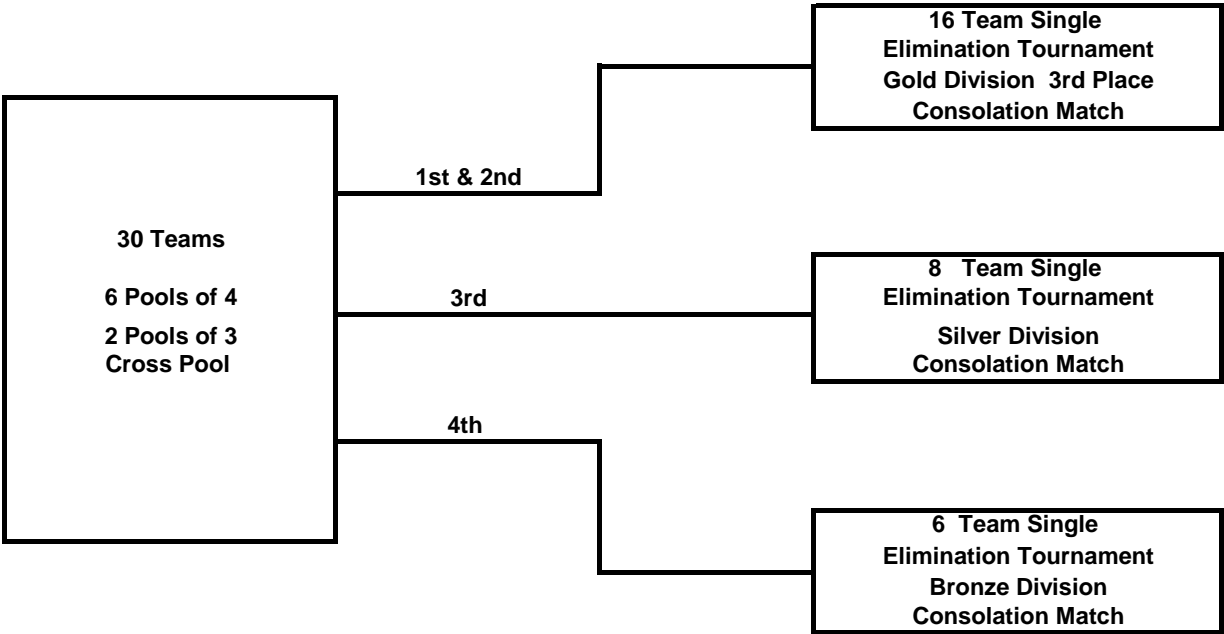 30 Teams
6 Pools of 4
2 Pools of 3
Cross Pool
1st & 2nd
3rd
4th
16 Team Single
Elimination Tournament
Gold Division 3rd Place
Consolation Match
8 Team Single
Elimination Tournament
Silver Division
Consolation Match
6 Team Single
Elimination Tournament
Bronze Division
Consolation Match